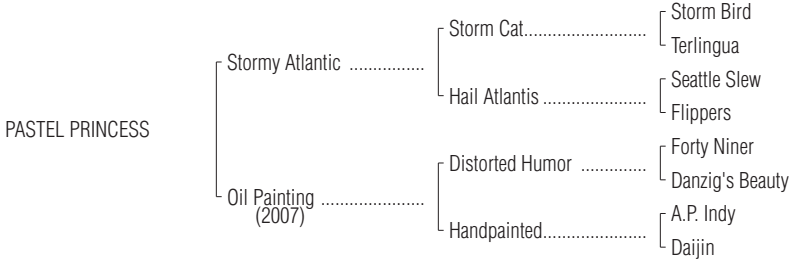 Storm Bird
Storm Cat..........................
Terlingua
Stormy Atlantic ................
Seattle Slew
Hail Atlantis ......................
Flippers
PASTEL PRINCESS
Forty Niner
Distorted Humor ..............
Danzig's Beauty
Oil Painting ......................
(2007)
A.P. Indy
Handpainted......................
Daijin